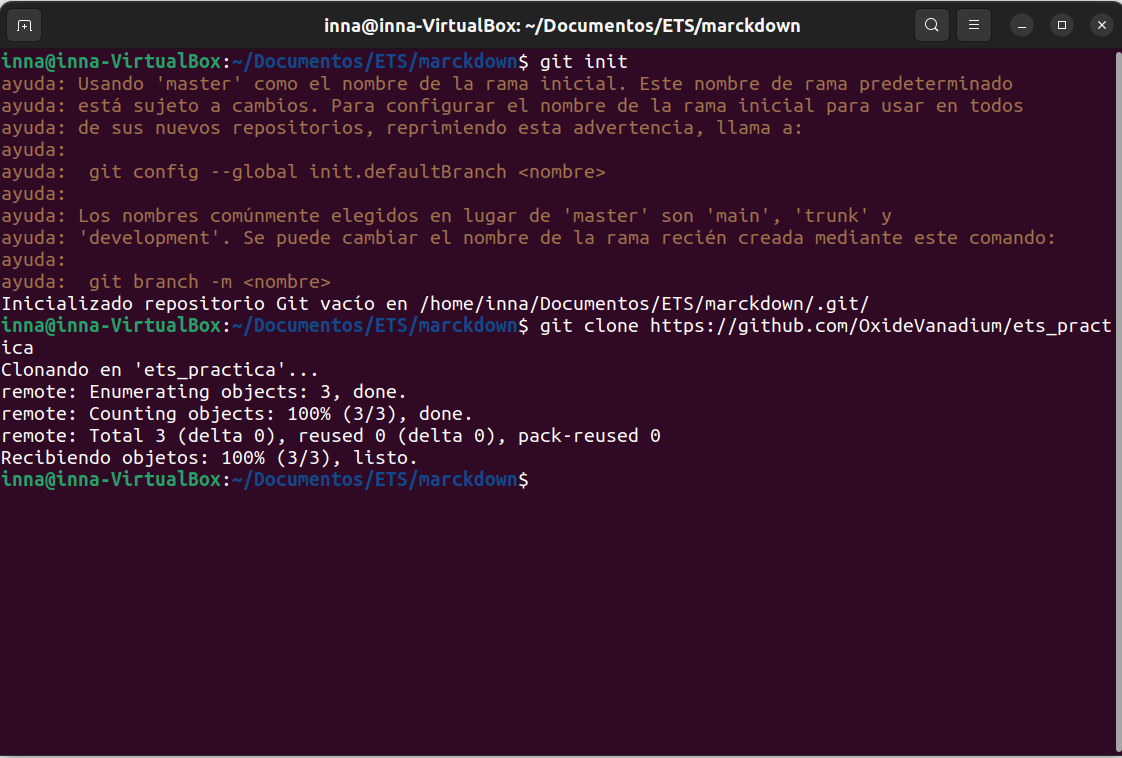 inna@inna-VirtualBox: ~/Documentos/ETS/marckdown
inna@inna-VirtualBox:~/Documentos/ETS/marckdown$ git init
ayuda: Usando 'master' como el nombre de la rama inicial. Este nombre de rama predeterminado
ayuda: está sujeto a cambios. Para configurar el nombre de la rama inicial para usar en todos
ayuda: de sus nuevos repositorios, reprimiendo esta advertencia, llama a:
ayuda:
ayuda:  git config --global init.defaultBranch <nombre>
ayuda:
ayuda: Los nombres comúnmente elegidos en lugar de 'master' son 'main', 'trunk' y
ayuda: 'development'. Se puede cambiar el nombre de la rama recién creada mediante este comando:
ayuda:
ayuda:  git branch -m <nombre>
Inicializado repositorio Git vacío en /home/inna/Documentos/ETS/marckdown/.git/
inna@inna-VirtualBox:~/Documentos/ETS/marckdown$ git clone https://github.com/OxideVanadium/ets_pract
ica
Clonando en 'ets_practica'...
remote: Enumerating objects: 3, done.
remote: Counting objects: 100% (3/3), done.
remote: Total 3 (delta 0), reused 0 (delta 0), pack-reused 0
Recibiendo objetos: 100% (3/3), listo.
inna@inna-VirtualBox:~/Documentos/ETS/marckdown$